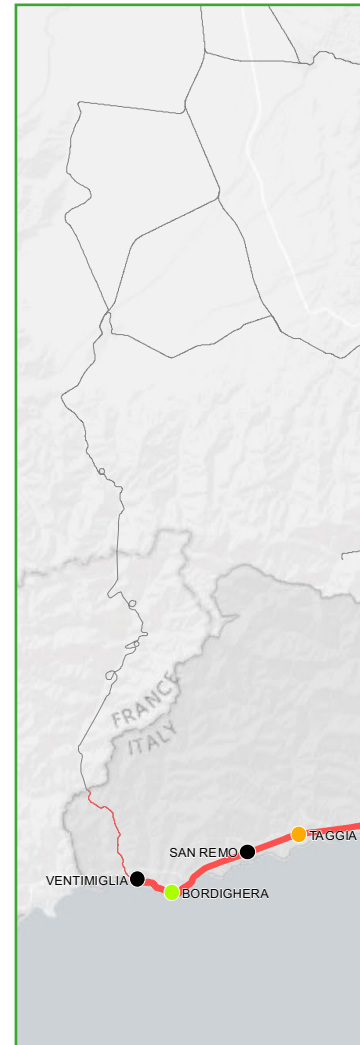 FRANCE
ITALY
TAGGIA
SAN REMO
VENTIMIGLIA
BORDIGHERA